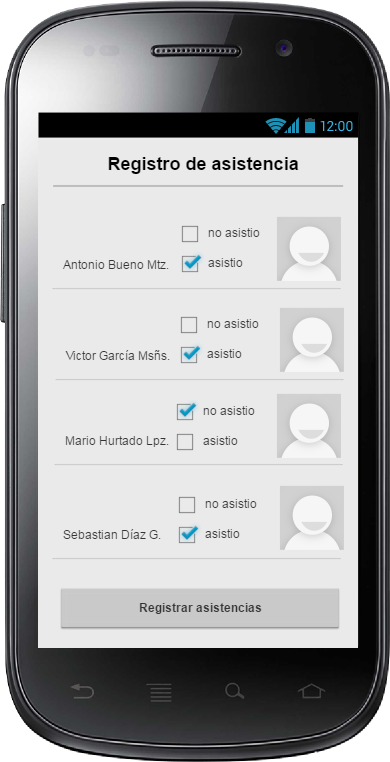 12:00
Registro de asistencia
no asistio
Antonio Bueno Mtz. asistio
no asistio
Victor García Msñs. asistio
no asistio
Mario Hurtado Lpz. asistio
no asistio
Sebastian Díaz G. asistio
Registrar asistencias